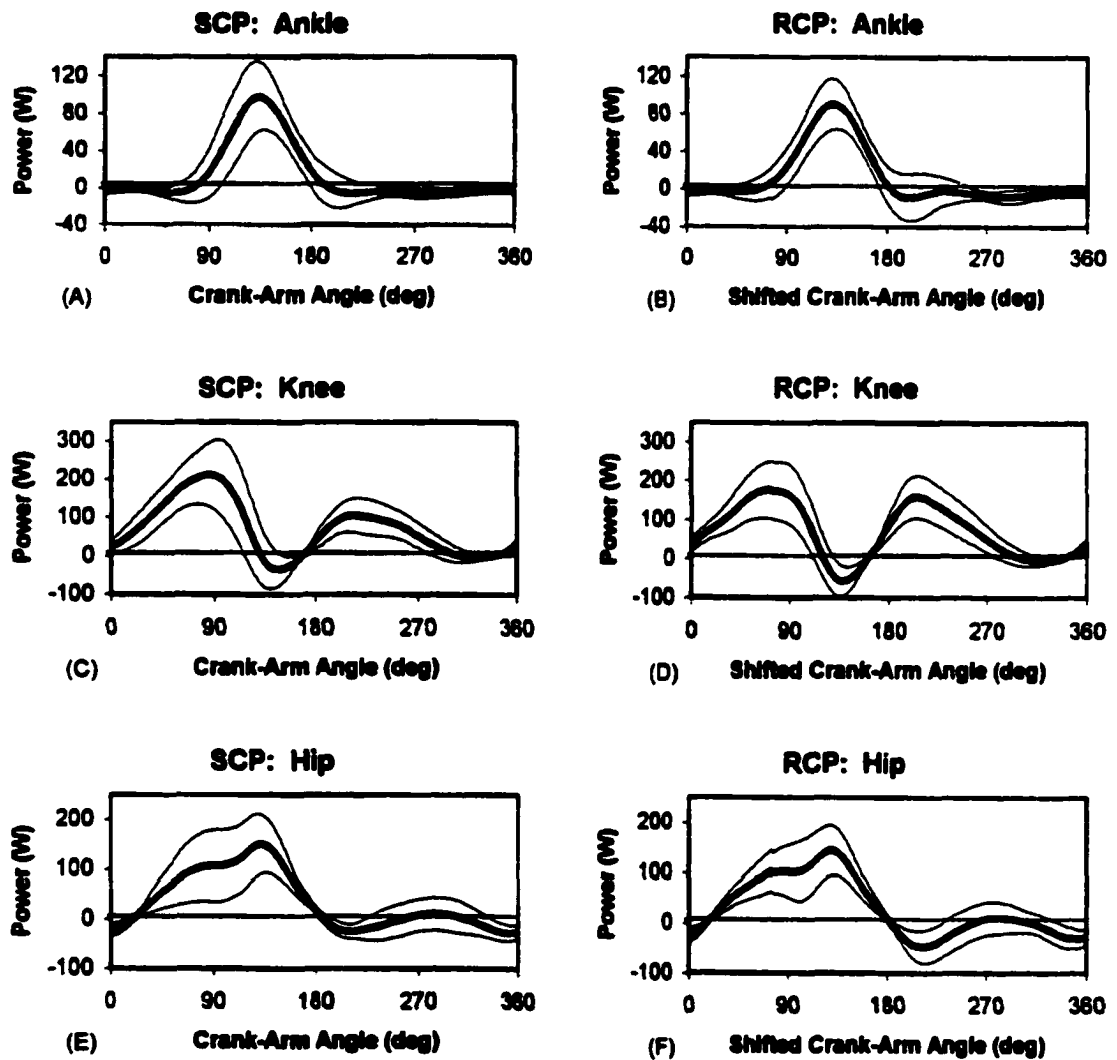 SCP: Ankle
Power (W)
120
80
40
0
-40
0 90 180 270 360
(A) Crank-Arm Angle (deg)
RCP: Ankle
Power (W)
120
80
40
0
-40
0 90 180 270 360
(B) Shifted Crank-Arm Angle (deg)
SCP: Knee
Power (W)
300
200
100
0
-100
0 90 180 270 360
(C) Crank-Arm Angle (deg)
RCP: Knee
Power (W)
300
200
100
0
-100
0 90 180 270 360
(D) Shifted Crank-Arm Angle (deg)
SCP: Hip
Power (W)
200
100
0
-100
0 90 180 270 360
(E) Crank-Arm Angle (deg)
RCP: Hip
Power (W)
200
100
0
-100
0 90 180 270 360
(F) Shifted Crank-Arm Angle (deg)